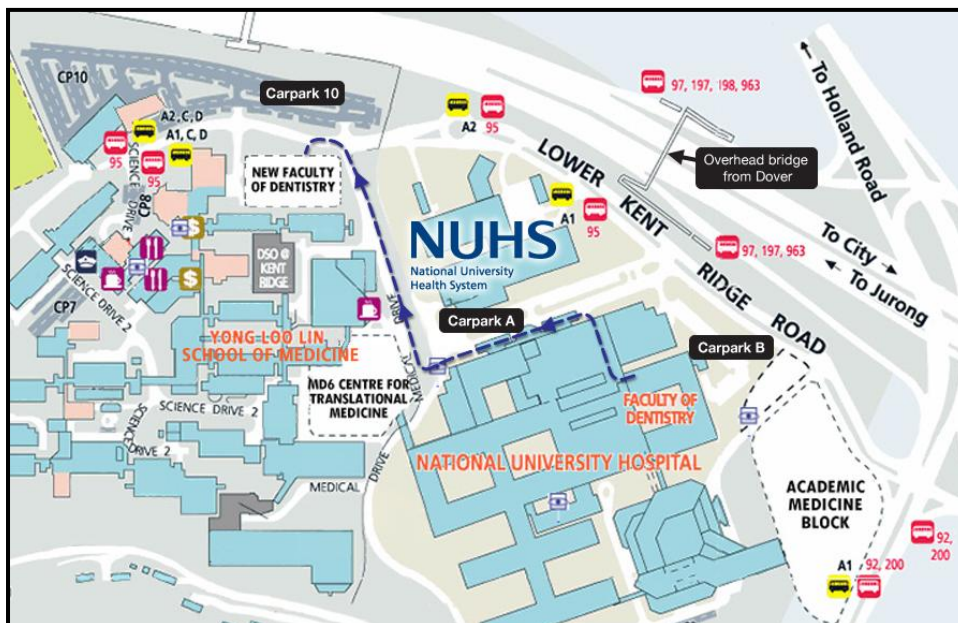 CP10
Carpark 10
A2, C, D
A1, C, D
95
95
SCIENCE DRIVE
CP8
NEW FACULTY
OF DENTISTRY
A2
95
97, 197, 198, 963
Overhead bridge
from Dover
To Holland Road
LOWER
KENT
RIDGE
ROAD
A1
95
97, 197, 963
To City
To Jurong
NUHS
National University
Health System
DSO @
KENT
RIDGE
$
$
SCIENCE DRIVE 2
CP7
YONG LOO LIN
SCHOOL OF MEDICINE
MEDICAL DRIVE
Carpark A
Carpark B
MD6 CENTRE FOR
TRANSLATIONAL
MEDICINE
FACULTY OF
DENTISTRY
SCIENCE DRIVE 2
SCIENCE
DRIVE 2
MEDICAL DRIVE
NATIONAL UNIVERSITY HOSPITAL
ACADEMIC
MEDICINE
BLOCK
92,
200
A1
92, 200